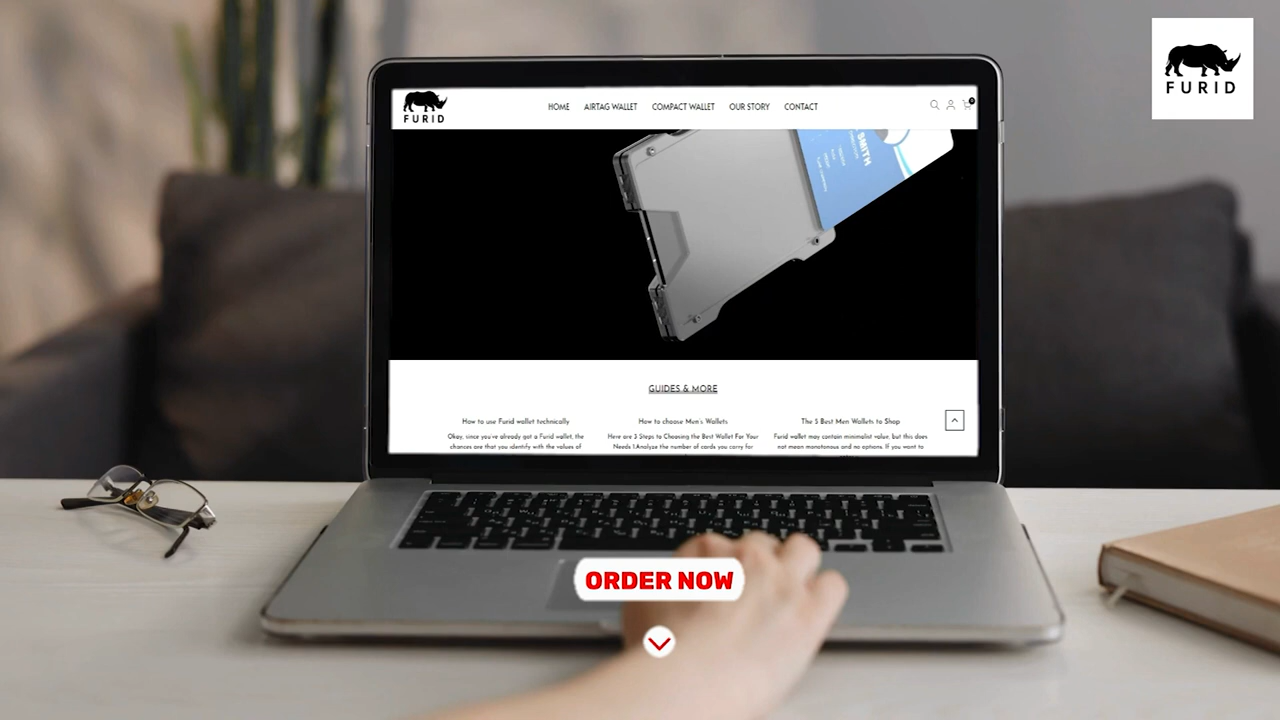 FURID
HOME AIRTAG WALLET COMPACT WALLET OUR STORY CONTACT
FURID
SMITH
GUIDES & MORE
How to use Furid wallet technically
Okay, since you've already got a Furid wallet, the
chances are that you identify with the values of
How to choose Men's Wallets
Here are 3 Steps to Choosing the Best Wallet For Your
Needs 1.Analyze the number of cards you carry for
The 5 Best Men Wallets to Shop
Furid wallet may contain minimalist value, but this does
not mean monotonous and no options. If you want to
ORDER NOW